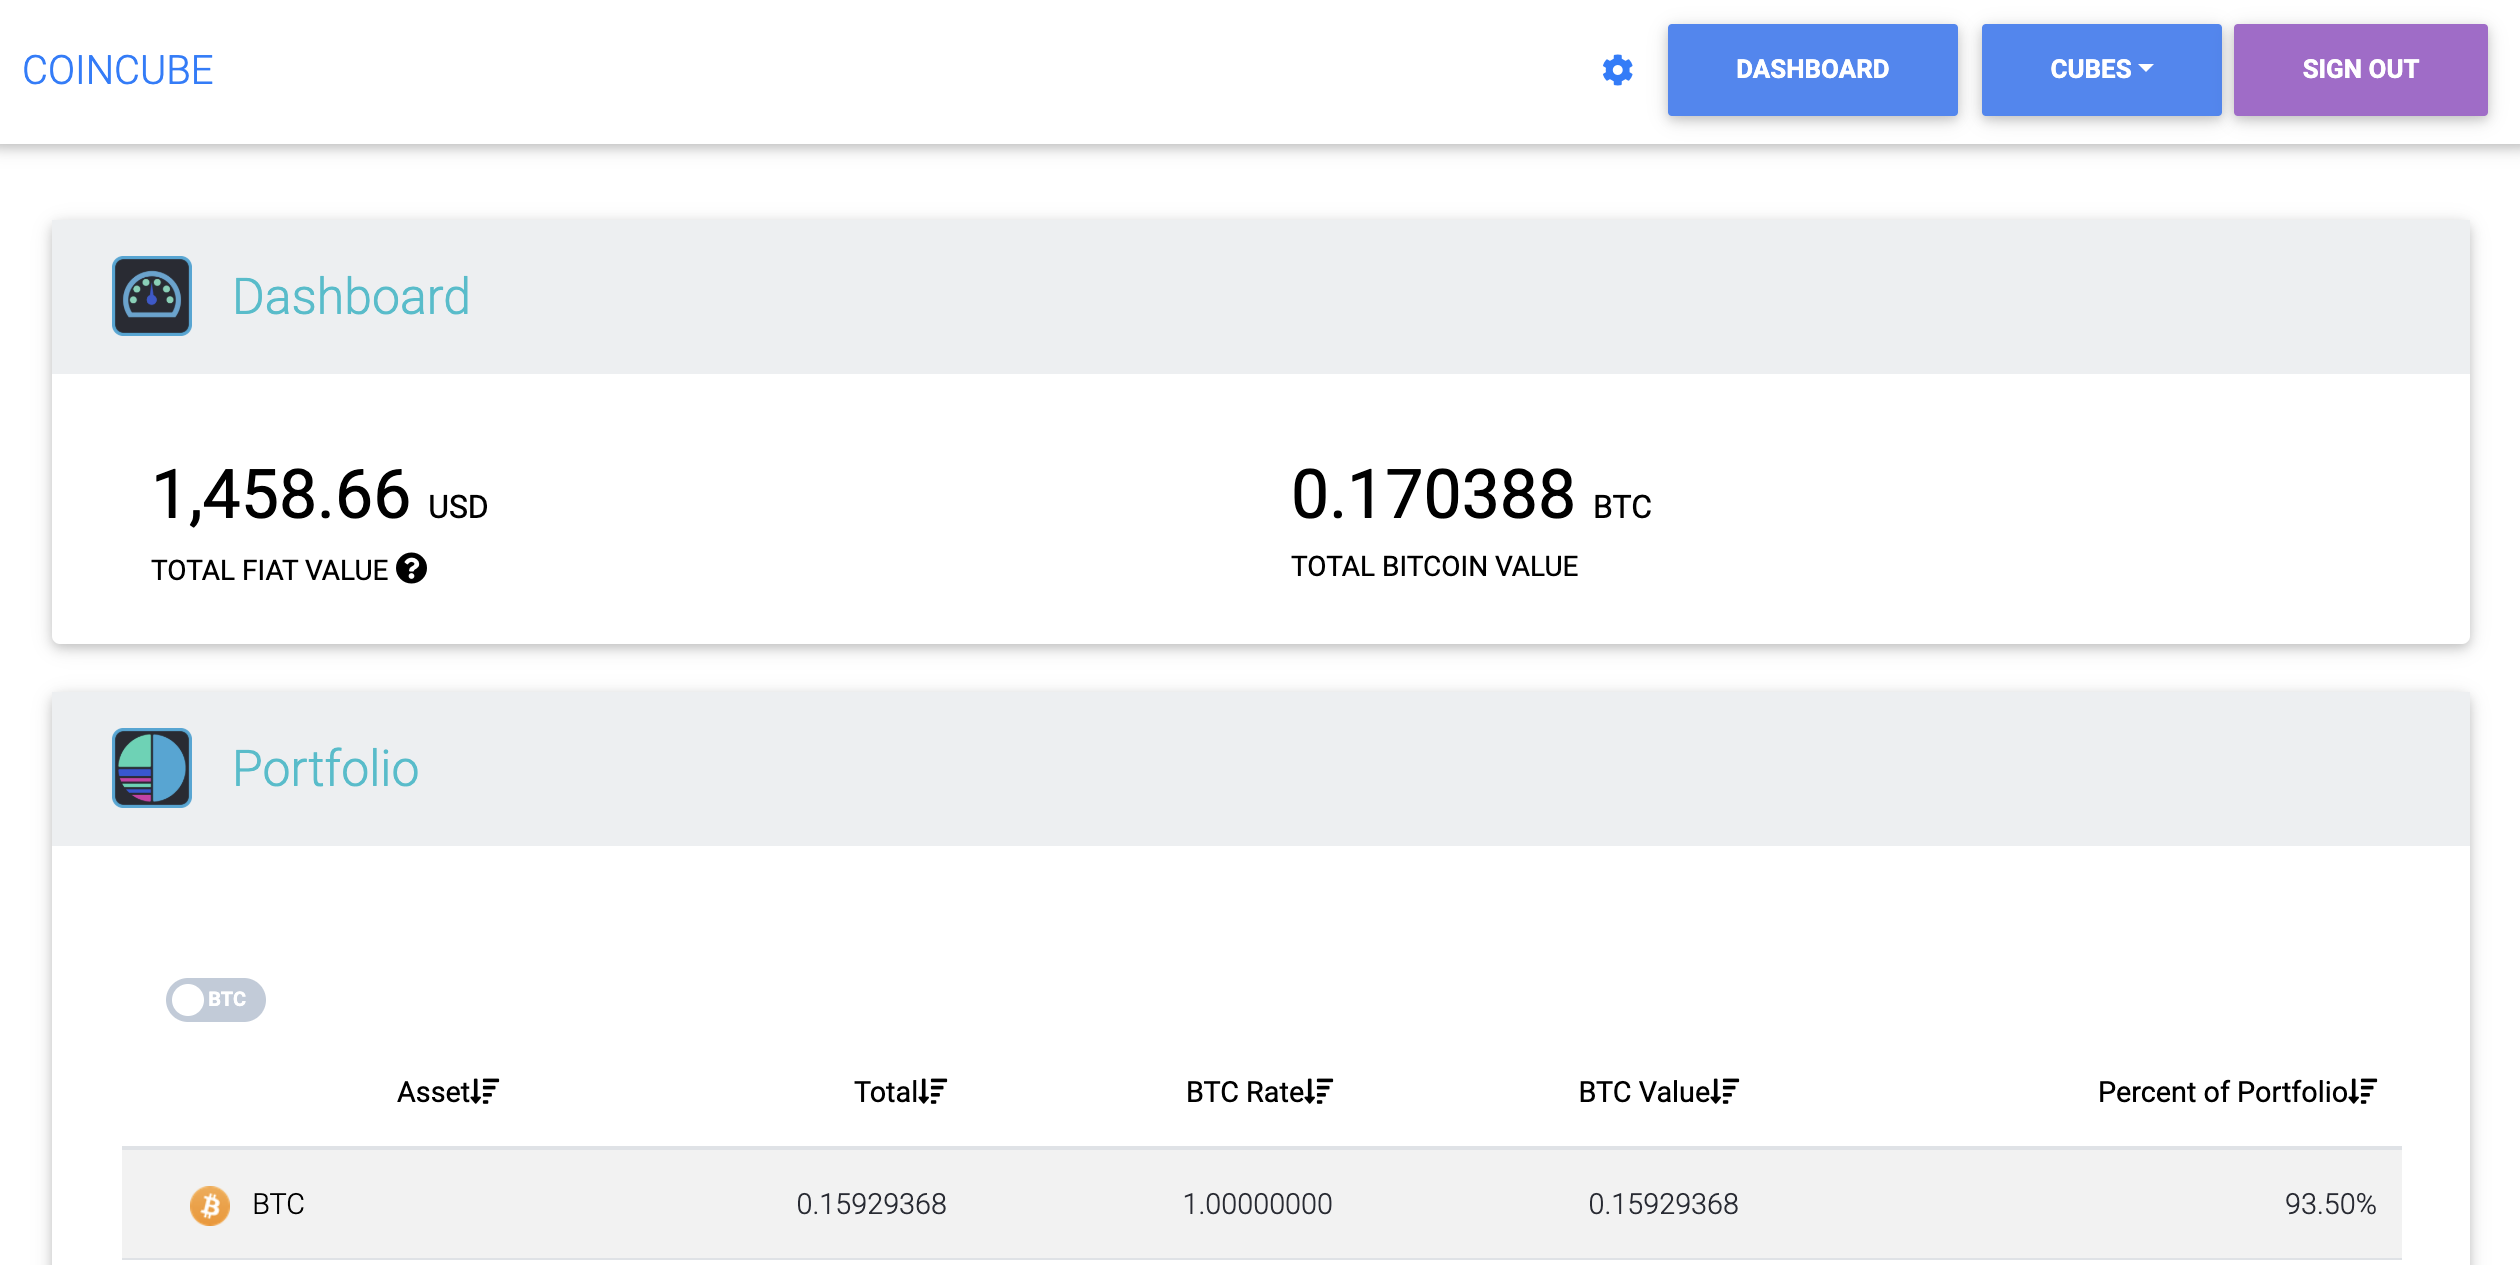 COINCUBE
DASHBOARD
CUBES
SIGN OUT
Dashboard
1,458.66 USD
TOTAL FIAT VALUE ?
0.170388 BTC
TOTAL BITCOIN VALUE
Portfolio
BTC
Asset Total BTC Rate BTC Value Percent of Portfolio
BTC 0.15929368 1.00000000 0.15929368 93.50%